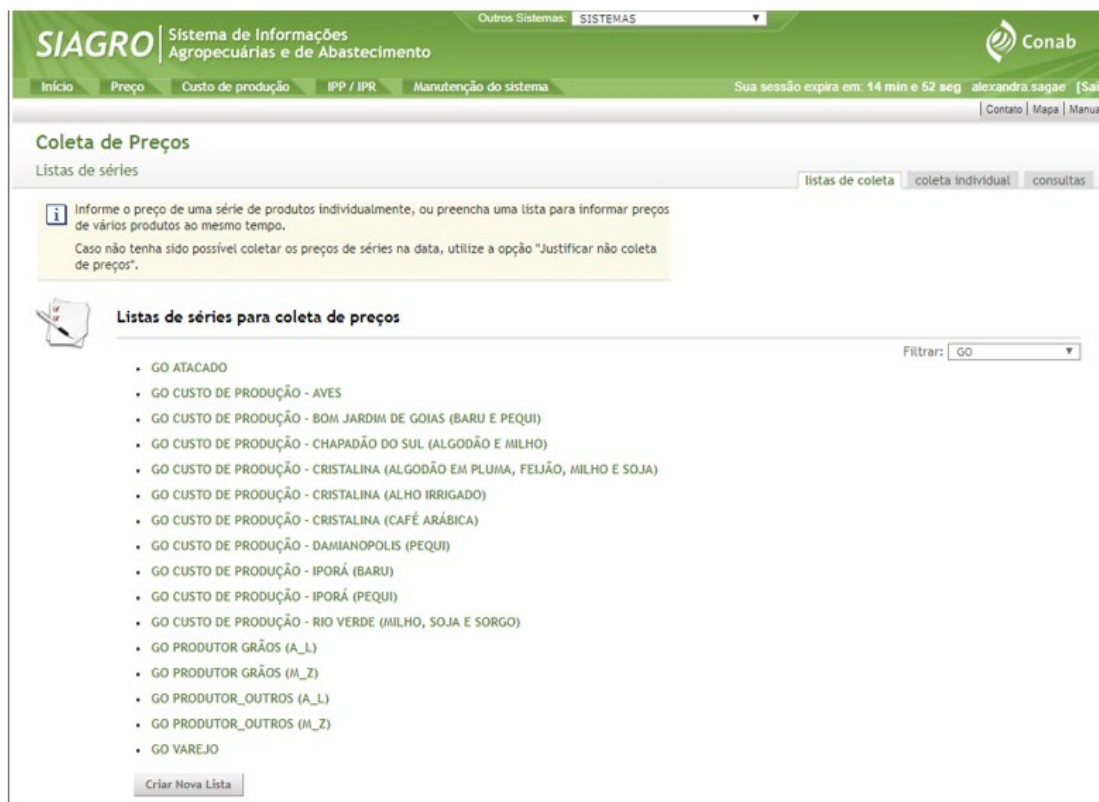 Outros Sistemas: SISTEMAS
SIAGRO Sistema de Informações
Agropecuárias e de Abastecimento
Conab
Início Preço Custo de produção IPP / IPR Manutenção do sistema Sua sessão expira em: 14 min e 52 seg alexandra.sagae [Sai
| Contato | Mapa | Manua
Coleta de Preços
Listas de séries
listas de coleta coleta individual consultas
i Informe o preço de uma série de produtos individualmente, ou preencha uma lista para informar preços
de vários produtos ao mesmo tempo.
Caso não tenha sido possível coletar os preços de séries na data, utilize a opção "Justificar não coleta
de preços".
Listas de séries para coleta de preços
Filtrar: GO
• GO ATACADO
• GO CUSTO DE PRODUÇÃO - AVES
• GO CUSTO DE PRODUÇÃO - BOM JARDIM DE GOIAS (BARU E PEQUI)
• GO CUSTO DE PRODUÇÃO - CHAPADÃO DO SUL (ALGODÃO E MILHO)
• GO CUSTO DE PRODUÇÃO - CRISTALINA (ALGODÃO EM PLUMA, FEIJÃO, MILHO E SOJA)
• GO CUSTO DE PRODUÇÃO - CRISTALINA (ALHO IRRIGADO)
• GO CUSTO DE PRODUÇÃO - CRISTALINA (CAFÉ ARÁBICA)
• GO CUSTO DE PRODUÇÃO - DAMIANOPOLIS (PEQUI)
• GO CUSTO DE PRODUÇÃO - IPORÁ (BARU)
• GO CUSTO DE PRODUÇÃO - IPORÁ (PEQUI)
• GO CUSTO DE PRODUÇÃO - RIO VERDE (MILHO, SOJA E SORGO)
• GO PRODUTOR GRÃOS (A_L)
• GO PRODUTOR GRÃOS (M_Z)
• GO PRODUTOR_OUTROS (A_L)
• GO PRODUTOR_OUTROS (M_Z)
• GO VAREJO
Criar Nova Lista